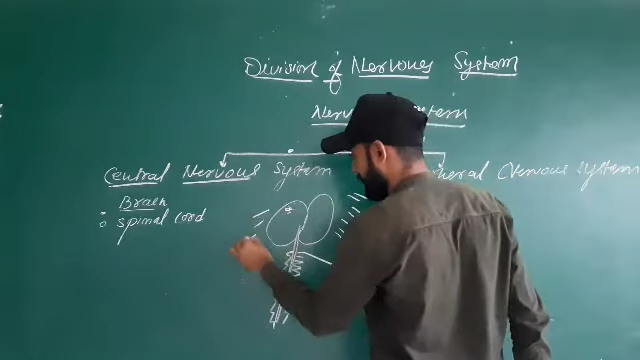 Division of Nervous System
Central Nervous System
Nervous System
Brain
Spinal cord